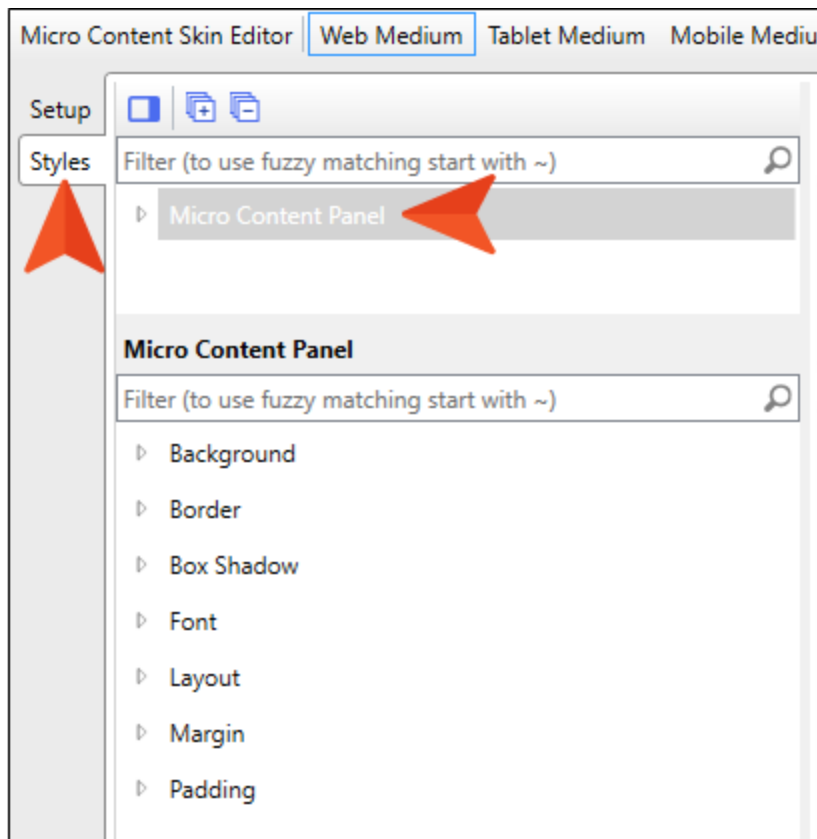 Micro Content Skin Editor Web Medium Tablet Medium Mobile Mediu
Setup
Styles
Filter (to use fuzzy matching start with ~)
Micro Content Panel
Micro Content Panel
Filter (to use fuzzy matching start with ~)
Background
Border
Box Shadow
Font
Layout
Margin
Padding